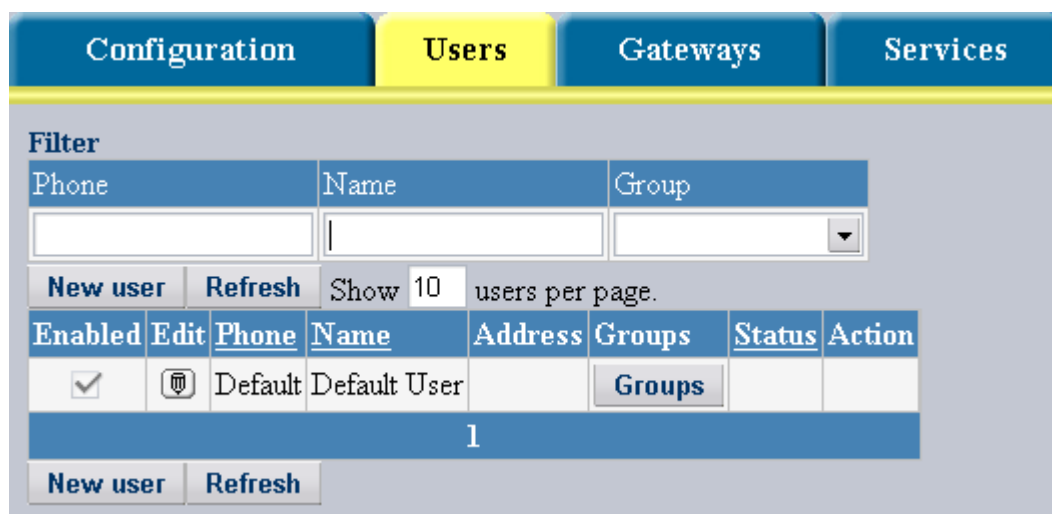 Configuration Users Gateways Services
Filter
Phone Name Group
New user Refresh Show 10 users per page.
Enabled Edit Phone Name Address Groups Status Action
Default Default User Groups
1
New user Refresh